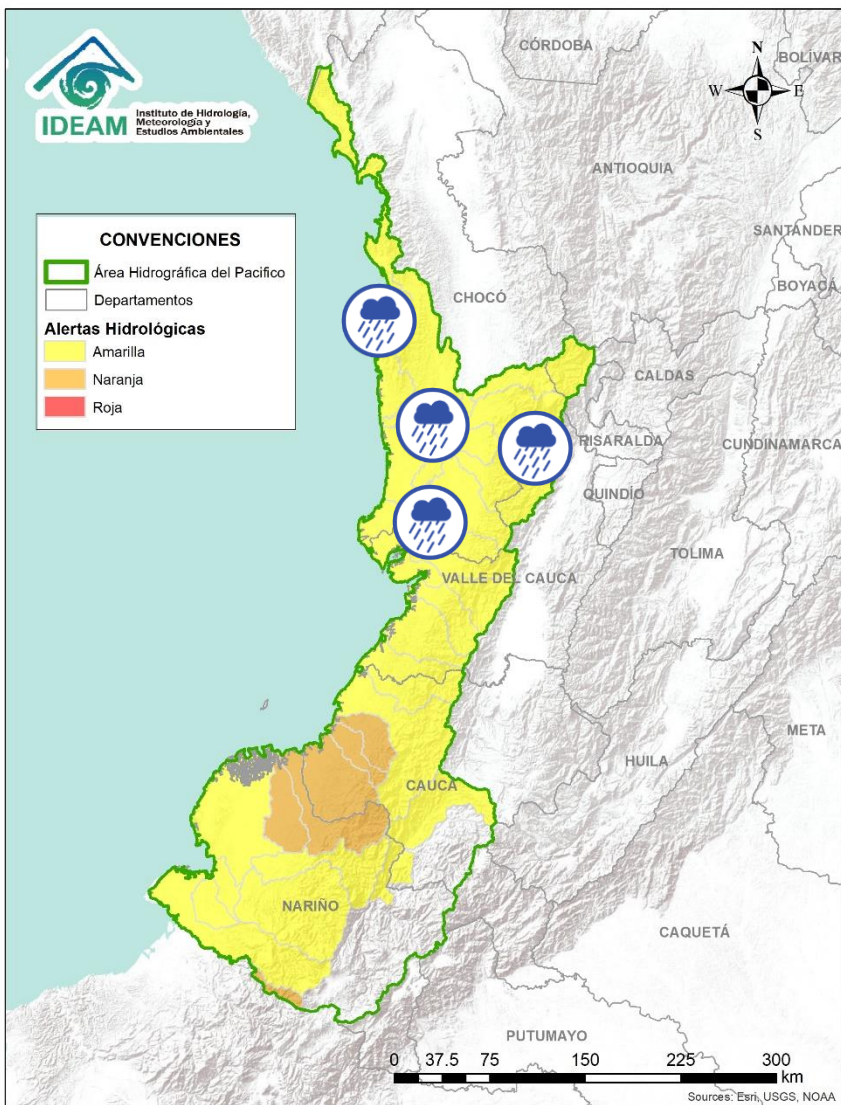 IDEAM
Instituto de Hidrología,
Meteorología y
Estudios Ambientales
CÓRDOBA
BOLÍVAR
N
W
E
S
ANTIOQUIA
SANTANDER
BOYACÁ
CONVENCIONES
Área Hidrográfica del Pacifico
Departamentos
Alertas Hidrológicas
Amarilla
Naranja
Roja
CHOCÓ
CALDAS
RISARALDA
CUNDINAMARCA
QUINDÍO
TOLIMA
VALLE DEL CAUCA
META
HUILA
CAUCA
NARIÑO
CAQUETÁ
PUTUMAYO
0 37.5 75 150 225 300
km
Sources: Esri, USGS, NOAA